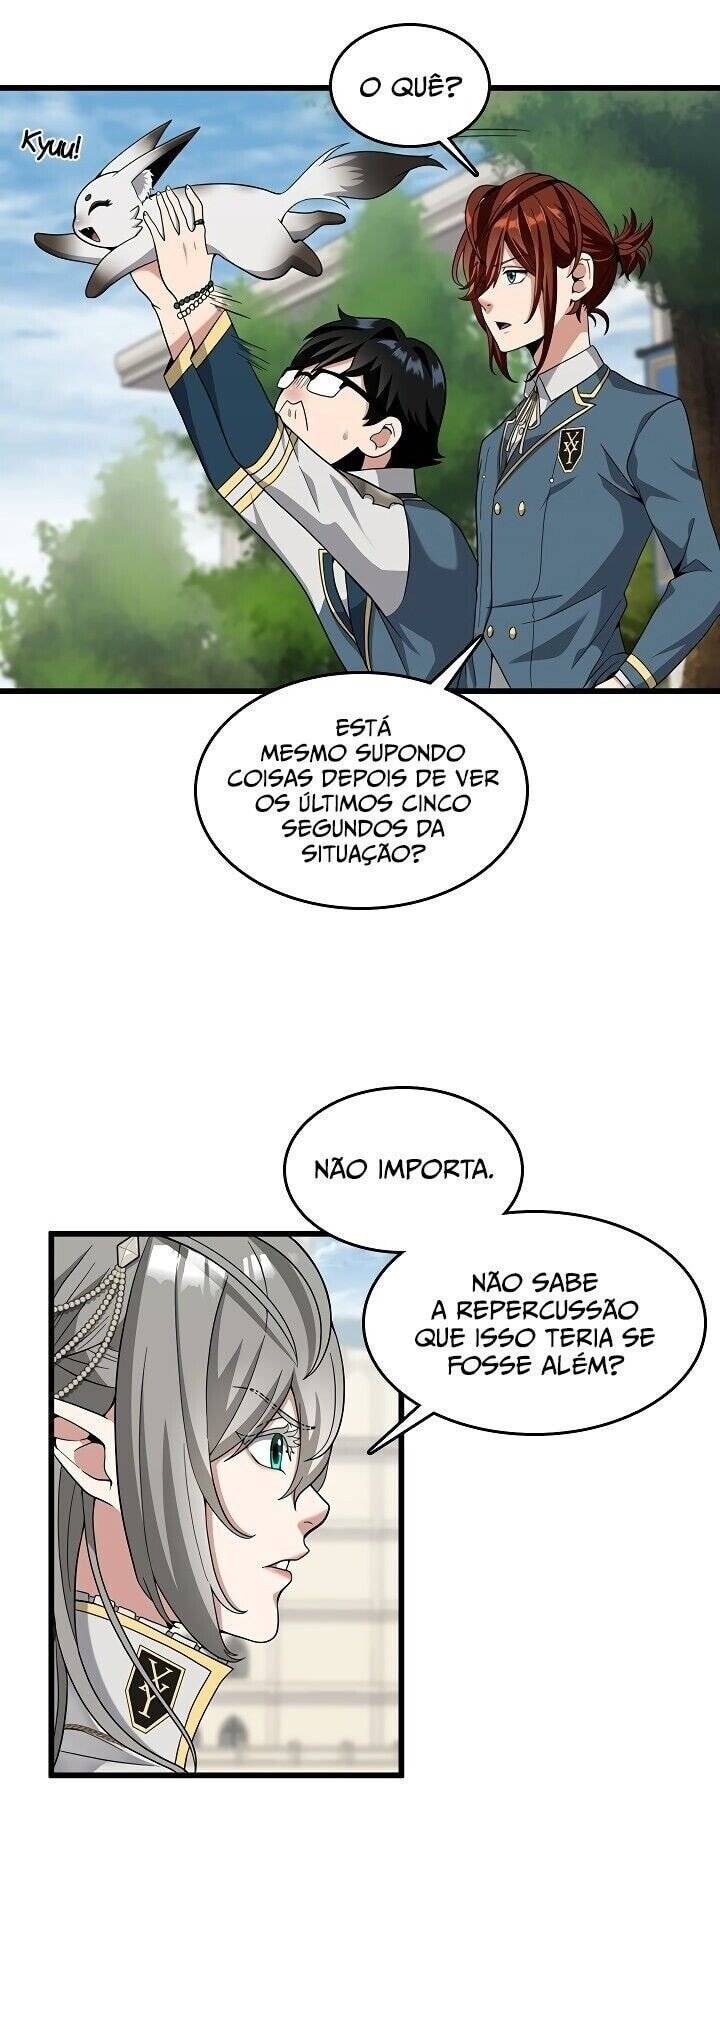 O QUÊ?
Kyuu!
XY
ESTÁ
MESMO SUPONDO
COISAS DEPOIS DE VER
OS ÚLTIMOS CINCO
SEGUNDOS DA
SITUAÇÃO?
NÃO IMPORTA.
NÃO SABE
A REPERCUSSÃO
QUE ISSO TERIA SE
FOSSE ALÉM?
X
Y